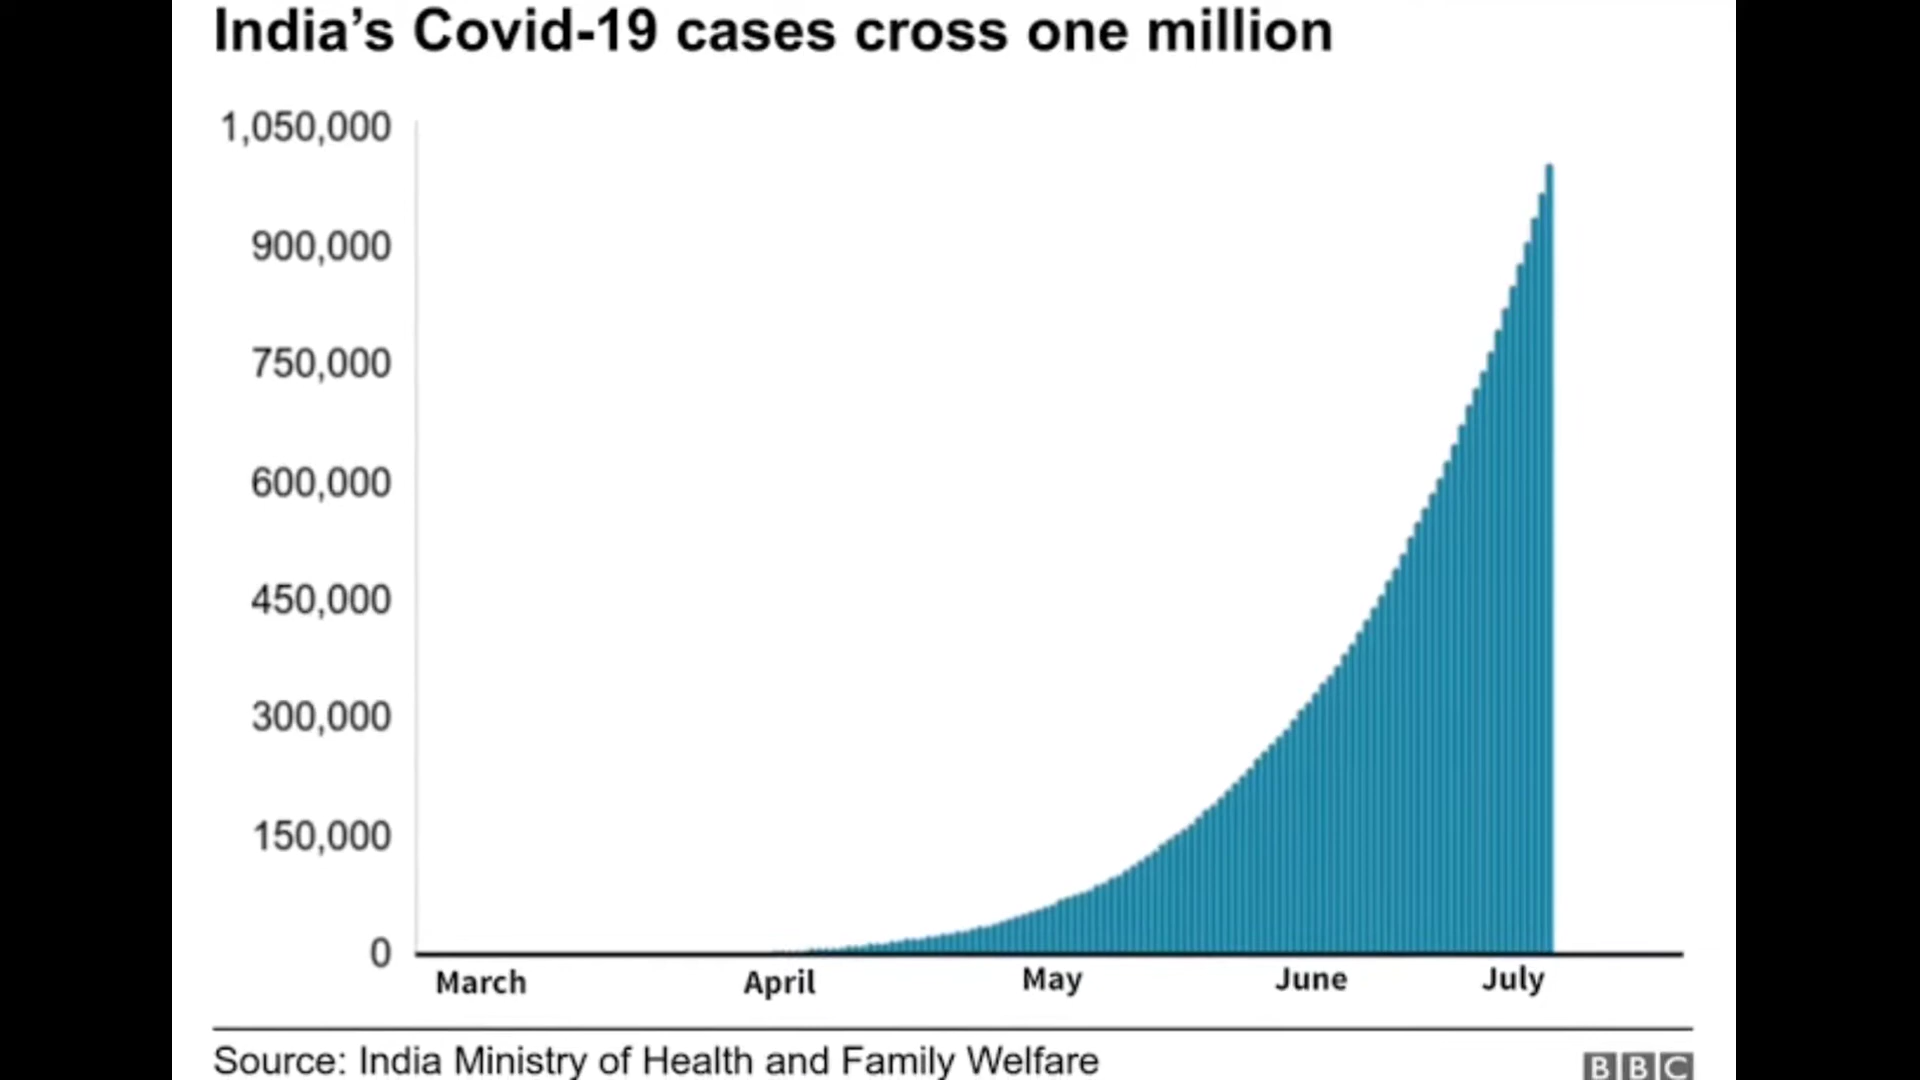 India’s Covid-19 cases cross one million
1,050,000
900,000
750,000
600,000
450,000
300,000
150,000
0
March April May June July
Source: India Ministry of Health and Family Welfare
BBC